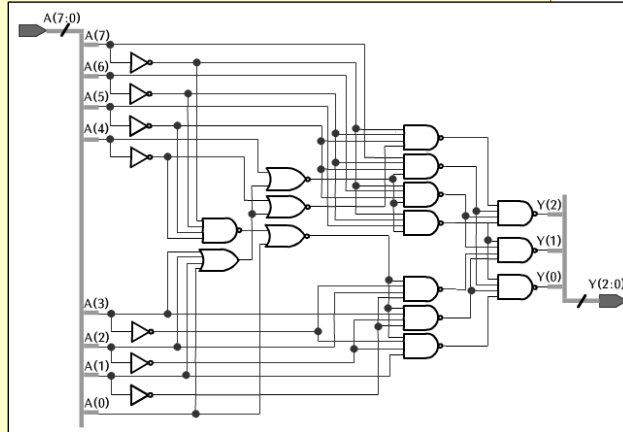 A(7:0)
A(7)
A(6)
A(5)
A(4)
A(3)
A(2)
A(1)
A(0)
Y(2)
Y(1)
Y(0)
Y(2:0)